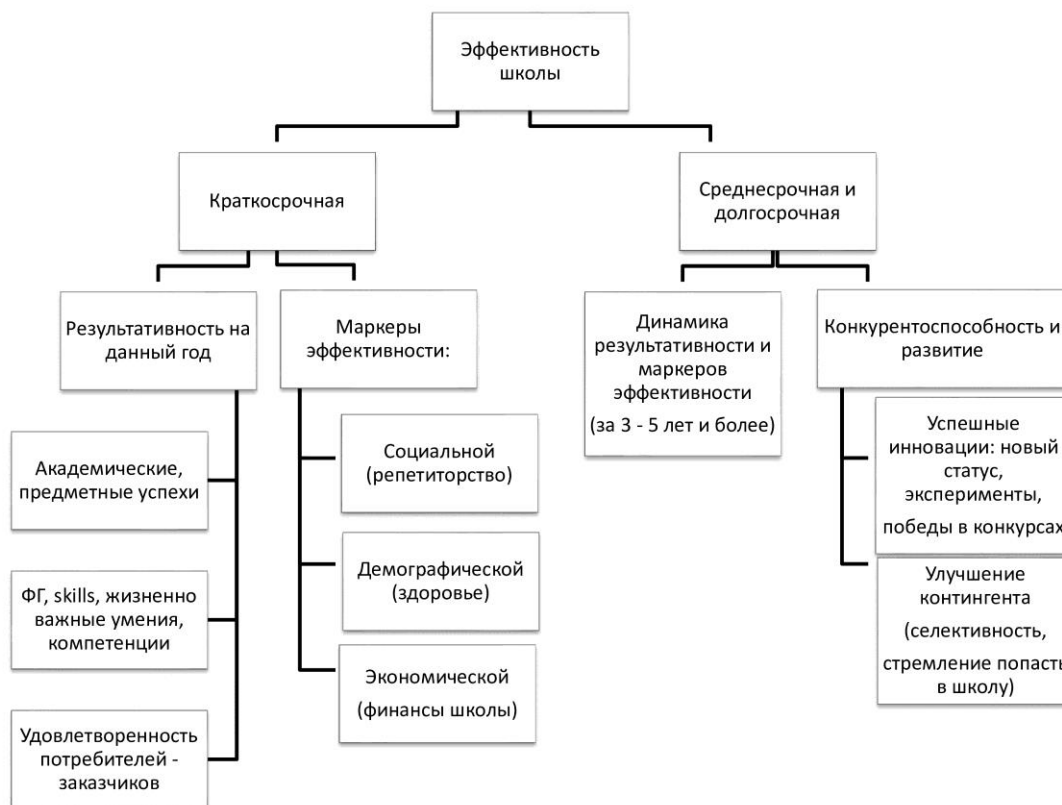 Эффективность
школы
Краткосрочная
Среднесрочная и
долгосрочная
Результативность на
данный год
Маркеры
эффективности:
Динамика
результативности и
маркеров
эффективности
(за 3 - 5 лет и более)
Конкурентоспособность и
развитие
Академические,
предметные успехи
ФГ, skills, жизненно
важные умения,
компетенции
Удовлетворенность
потребителей -
заказчиков
Социальной
(репетиторство)
Демографической
(здоровье)
Экономической
(финансы школы)
Успешные
инновации: новый
статус,
эксперименты,
победы в конкурсах
Улучшение
контингента
(селективность,
стремление попасть
в школу)